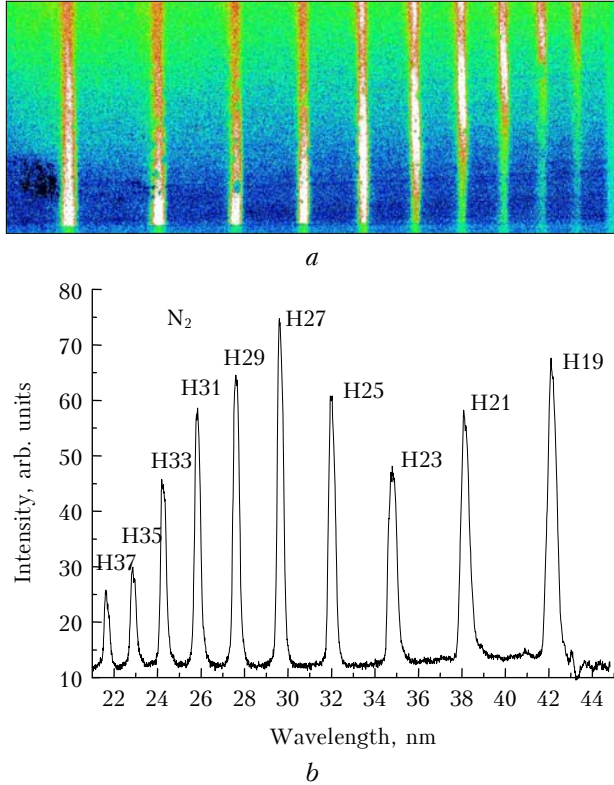 a
80
N₂
H27
70
H19
H29
H31
H25
60
H21
50
H33
H23
40
H35
30
H37
20
10
Intensity, arb. units
22 24 26 28 30 32 34 36 38 40 42 44
Wavelength, nm
b